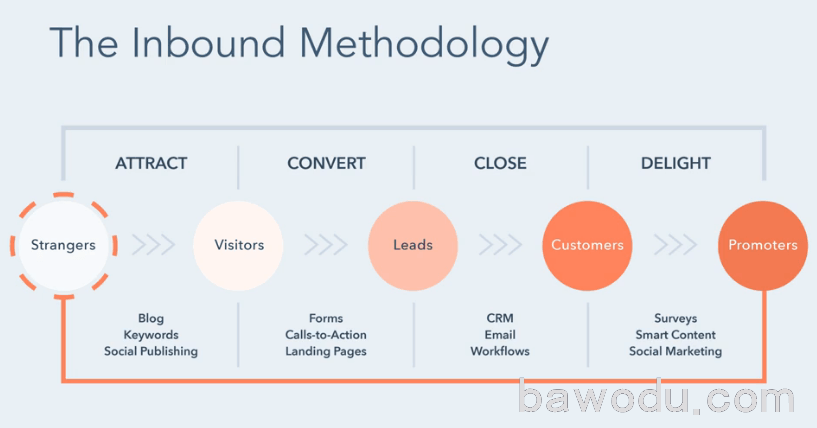 The Inbound Methodology
ATTRACT
CONVERT
CLOSE
DELIGHT
Strangers
Visitors
Leads
Customers
Promoters
Blog
Keywords
Social Publishing
Forms
Calls-to-Action
Landing Pages
CRM
Email
Workflows
Surveys
Smart Content
Social Marketing
bawodu.com